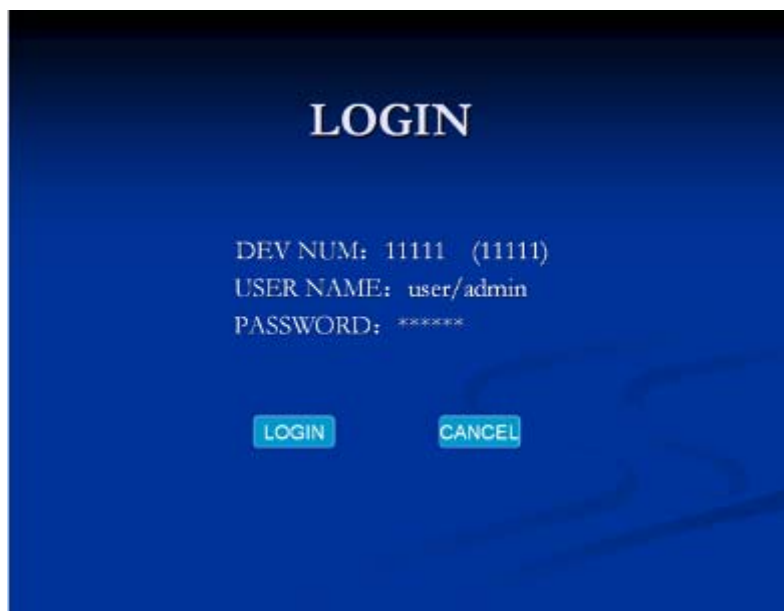 LOGIN
DEV NUM：11111 (11111)
USER NAME：user/admin
PASSWORD：******
LOGIN CANCEL